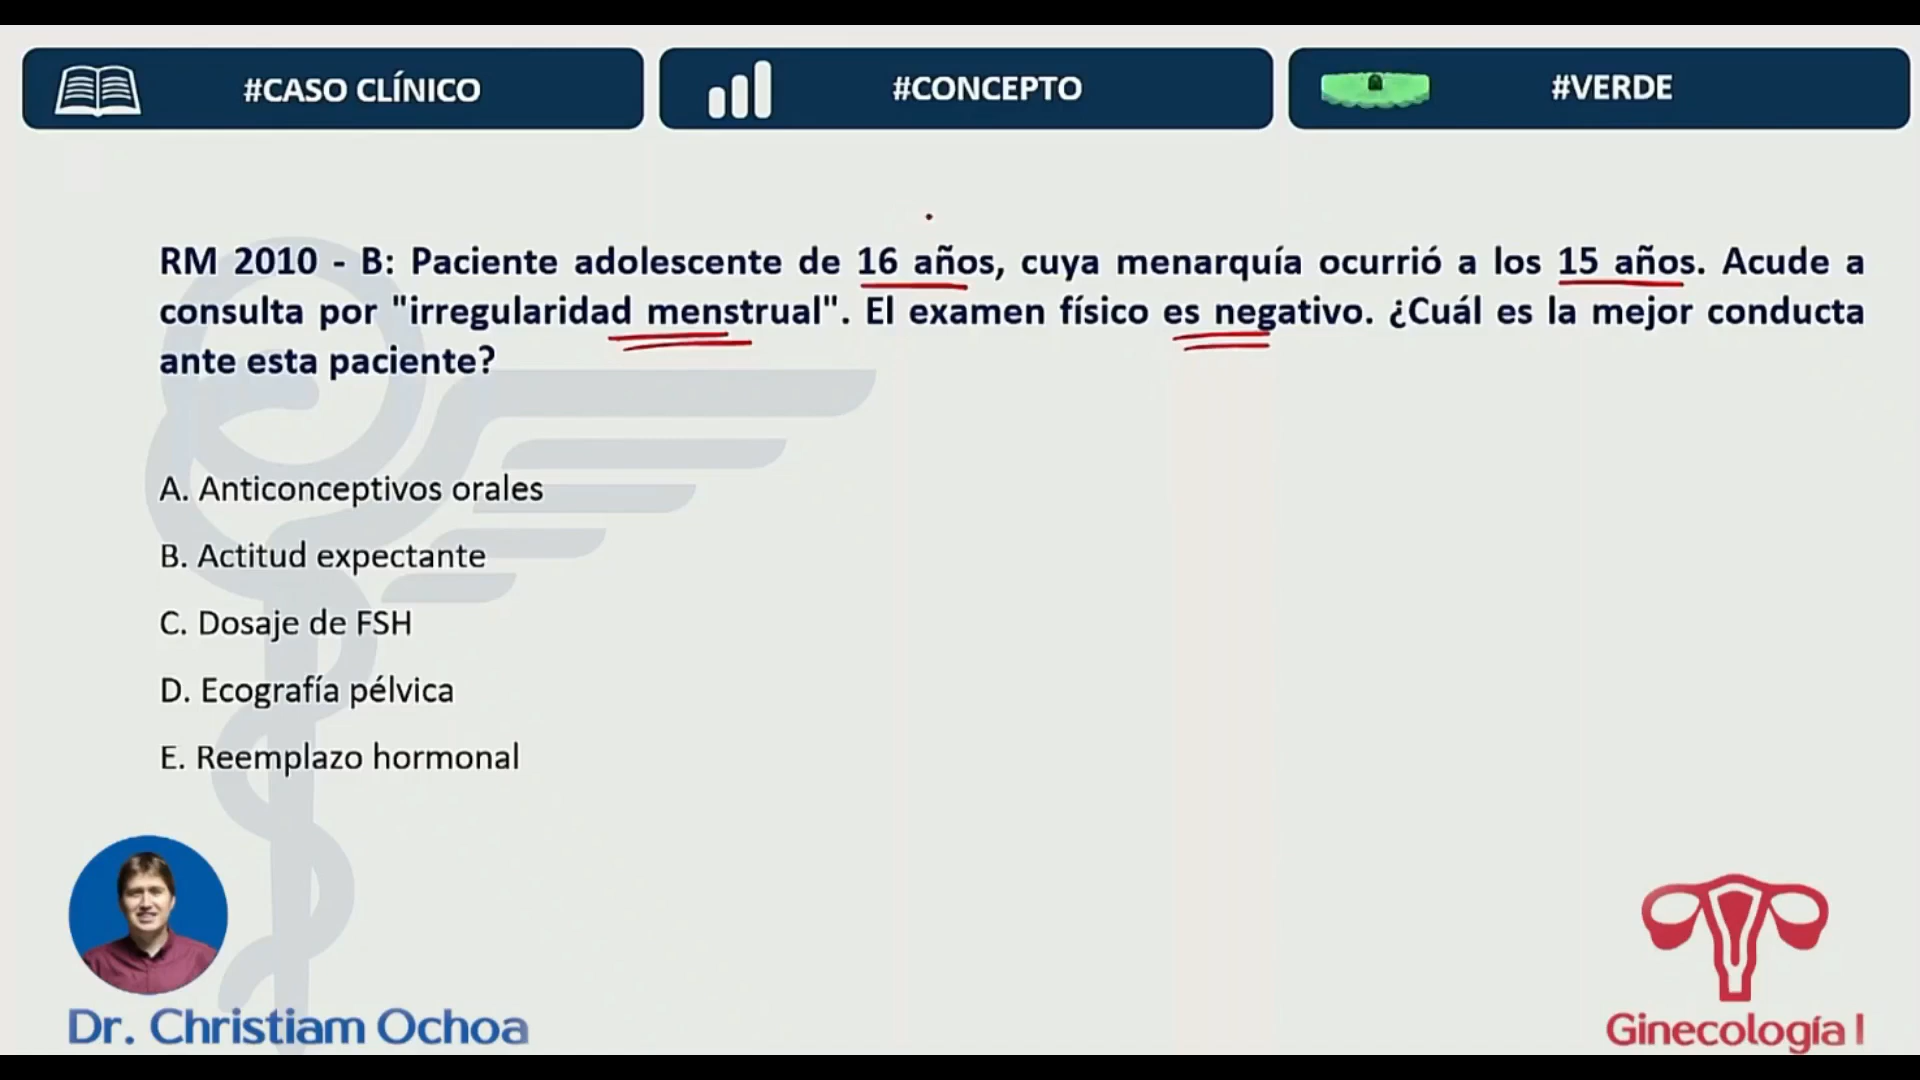 #CASO CLÍNICO
#CONCEPTO
#VERDE
RM 2010 - B: Paciente adolescente de 16 años, cuya menarquía ocurrió a los 15 años. Acude a
consulta por "irregularidad menstrual". El examen físico es negativo. ¿Cuál es la mejor conducta
ante esta paciente?
A. Anticonceptivos orales
B. Actitud expectante
C. Dosaje de FSH
D. Ecografía pélvica
E. Reemplazo hormonal
Dr. Christiam Ochoa
Ginecología I